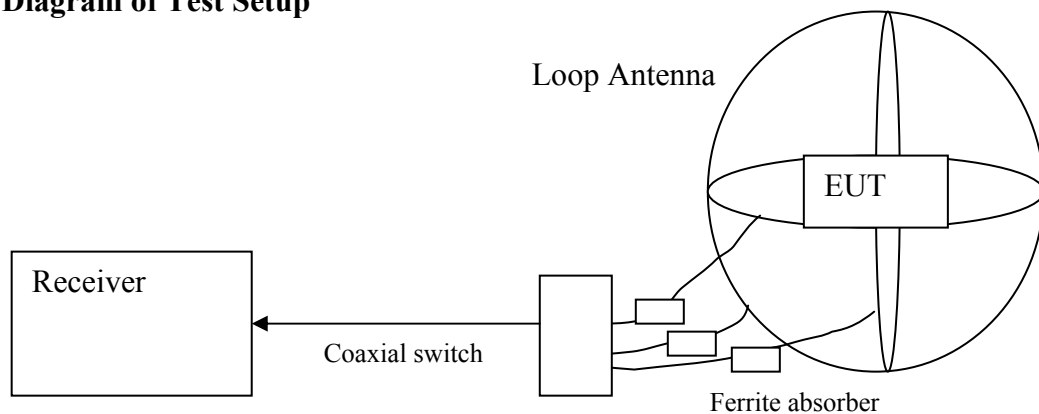 Diagram of Test Setup
Loop Antenna
EUT
Receiver
Coaxial switch
Ferrite absorber